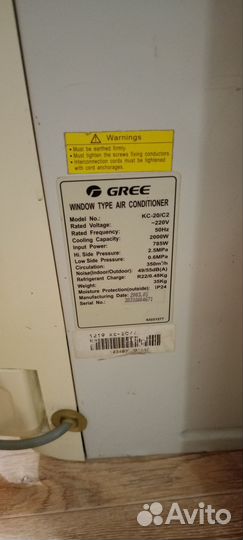 Warnings
Must be earthed firmly.
Must tighten the screws fixing conductors.
Interconnection cords must be tightened
with cord anchorages.
GREE
WINDOW TYPE AIR CONDITIONER
Model No.: KC-20/C2
Rated Voltage: ~220V
Rated Frequency: 50Hz
Cooling Capacity: 2000W
Input Power: 785W
Hi. Side Pressure: 2.5MPa
Low Side Pressure: 0.6MPa
Circulation: 350m³/h
Noise(Indoor/Outdoor): 49/55dB(A)
Refrigerant Charge: R22/0.48Kg
Weight: 35Kg
Moisture Protection(outside): IP24
Manufacturing Date:
Serial No.:
Avito